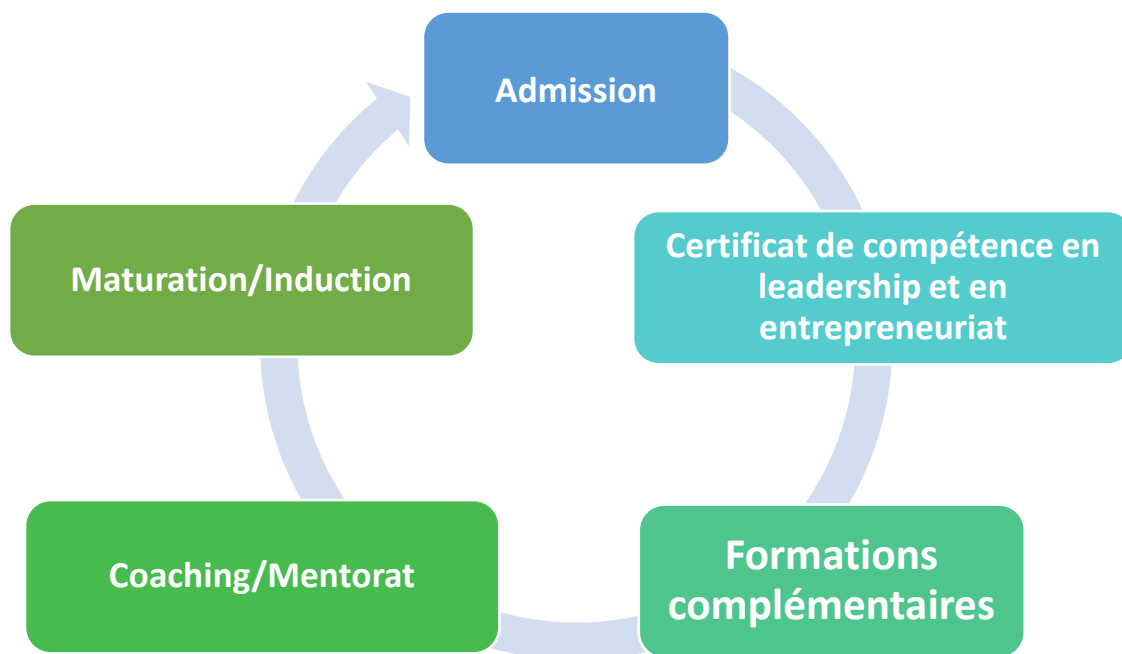 Admission
Certificat de compétence en
leadership et en
entrepreneuriat
Formations
complémentaires
Coaching/Mentorat
Maturation/Induction